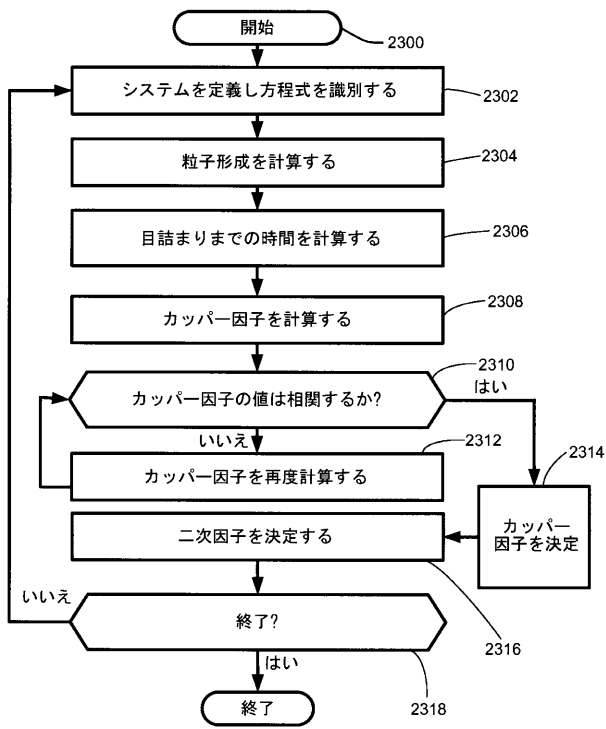 開始
2300
システムを定義し方程式を識別する
2302
粒子形成を計算する
2304
目詰まりまでの時間を計算する
2306
カッパー因子を計算する
2308
カッパー因子の値は相関するか?
2310
はい
いいえ
2312
カッパー因子を再度計算する
2314
カッパー
因子を決定
二次因子を決定する
2316
いいえ
終了?
2318
はい
終了